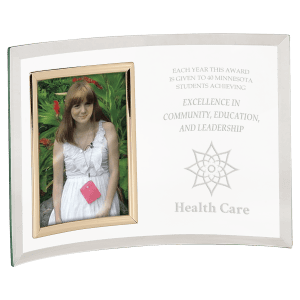 EACH YEAR THIS AWARD
IS GIVEN TO 40 MINNESOTA
STUDENTS ACHIEVING
EXCELLENCE IN
COMMUNITY, EDUCATION,
AND LEADERSHIP
Health Care